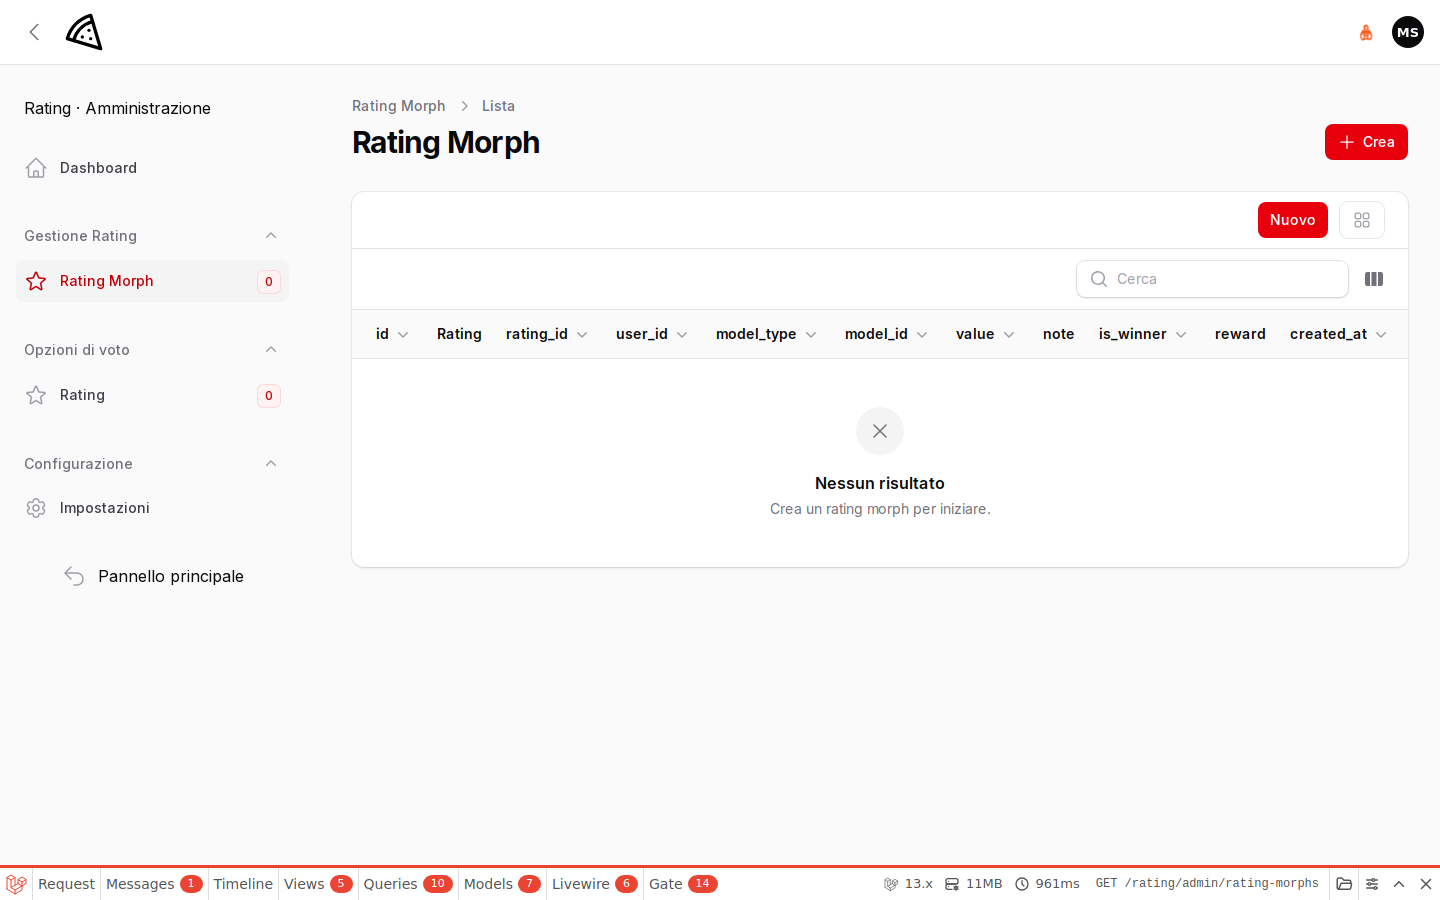 MS
Rating · Amministrazione
Dashboard
Gestione Rating
Rating Morph 0
Opzioni di voto
Rating 0
Configurazione
Impostazioni
Pannello principale
Rating Morph > Lista
Rating Morph
Crea
Nuovo
Cerca
id Rating rating_id user_id model_type model_id value note is_winner reward created_at
Nessun risultato
Crea un rating morph per iniziare.
Request Messages 1 Timeline Views 5 Queries 10 Models 7 Livewire 6 Gate 14 13.x 11MB 961ms GET /rating/admin/rating-morphs